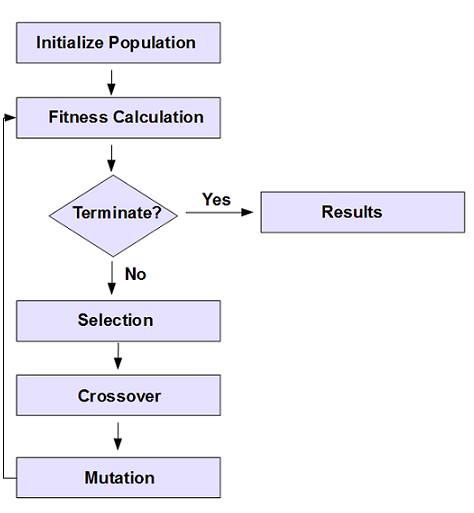 Initialize Population
Fitness Calculation
Terminate?
Yes
Results
No
Selection
Crossover
Mutation